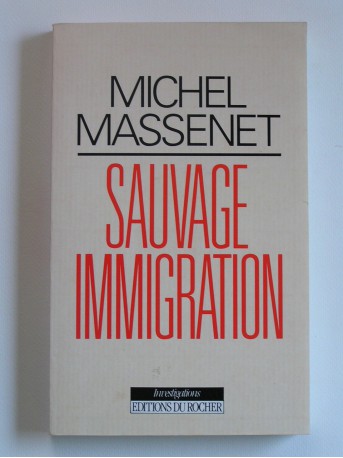 MICHEL
MASSENET
SAUVAGE
IMMIGRATION
Investigations
EDITIONS DU ROCHER